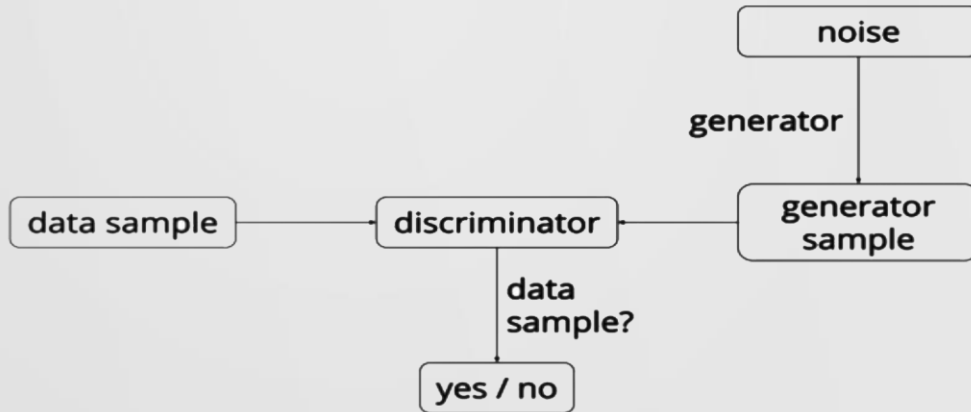 noise
generator
data sample
discriminator
generator
sample
data
sample?
yes / no